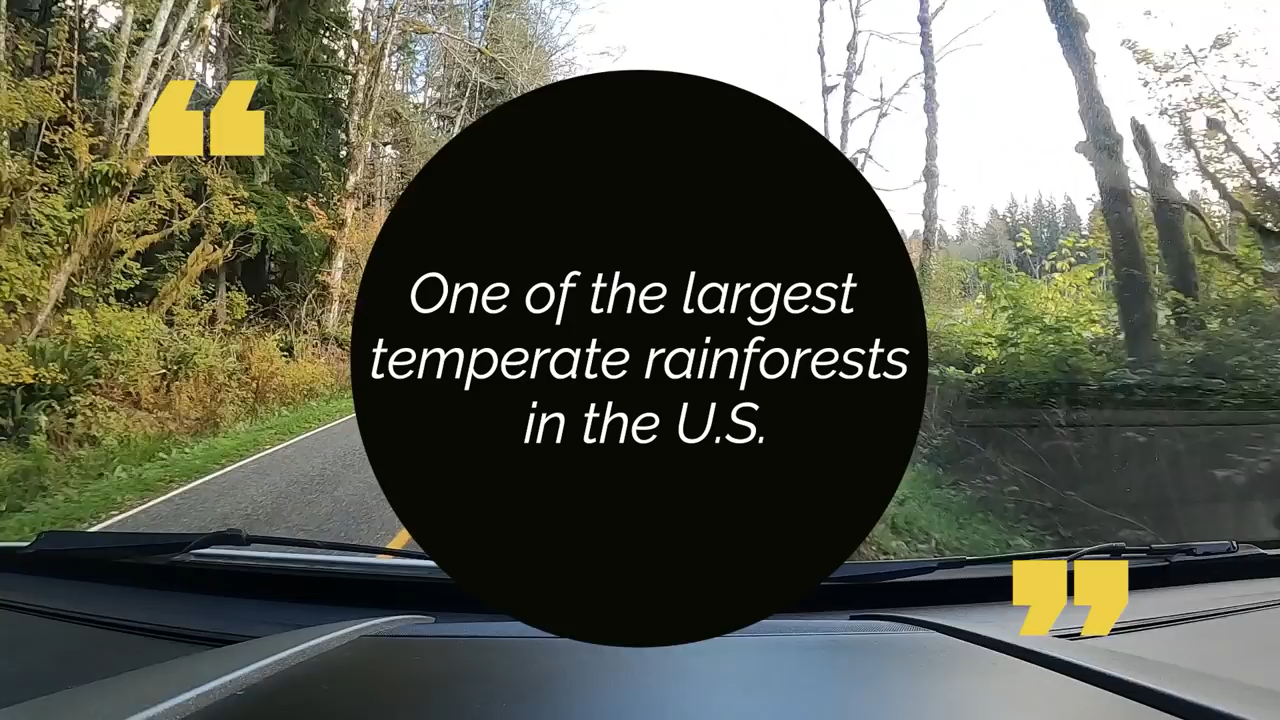 “
One of the largest
temperate rainforests
in the U.S.
”